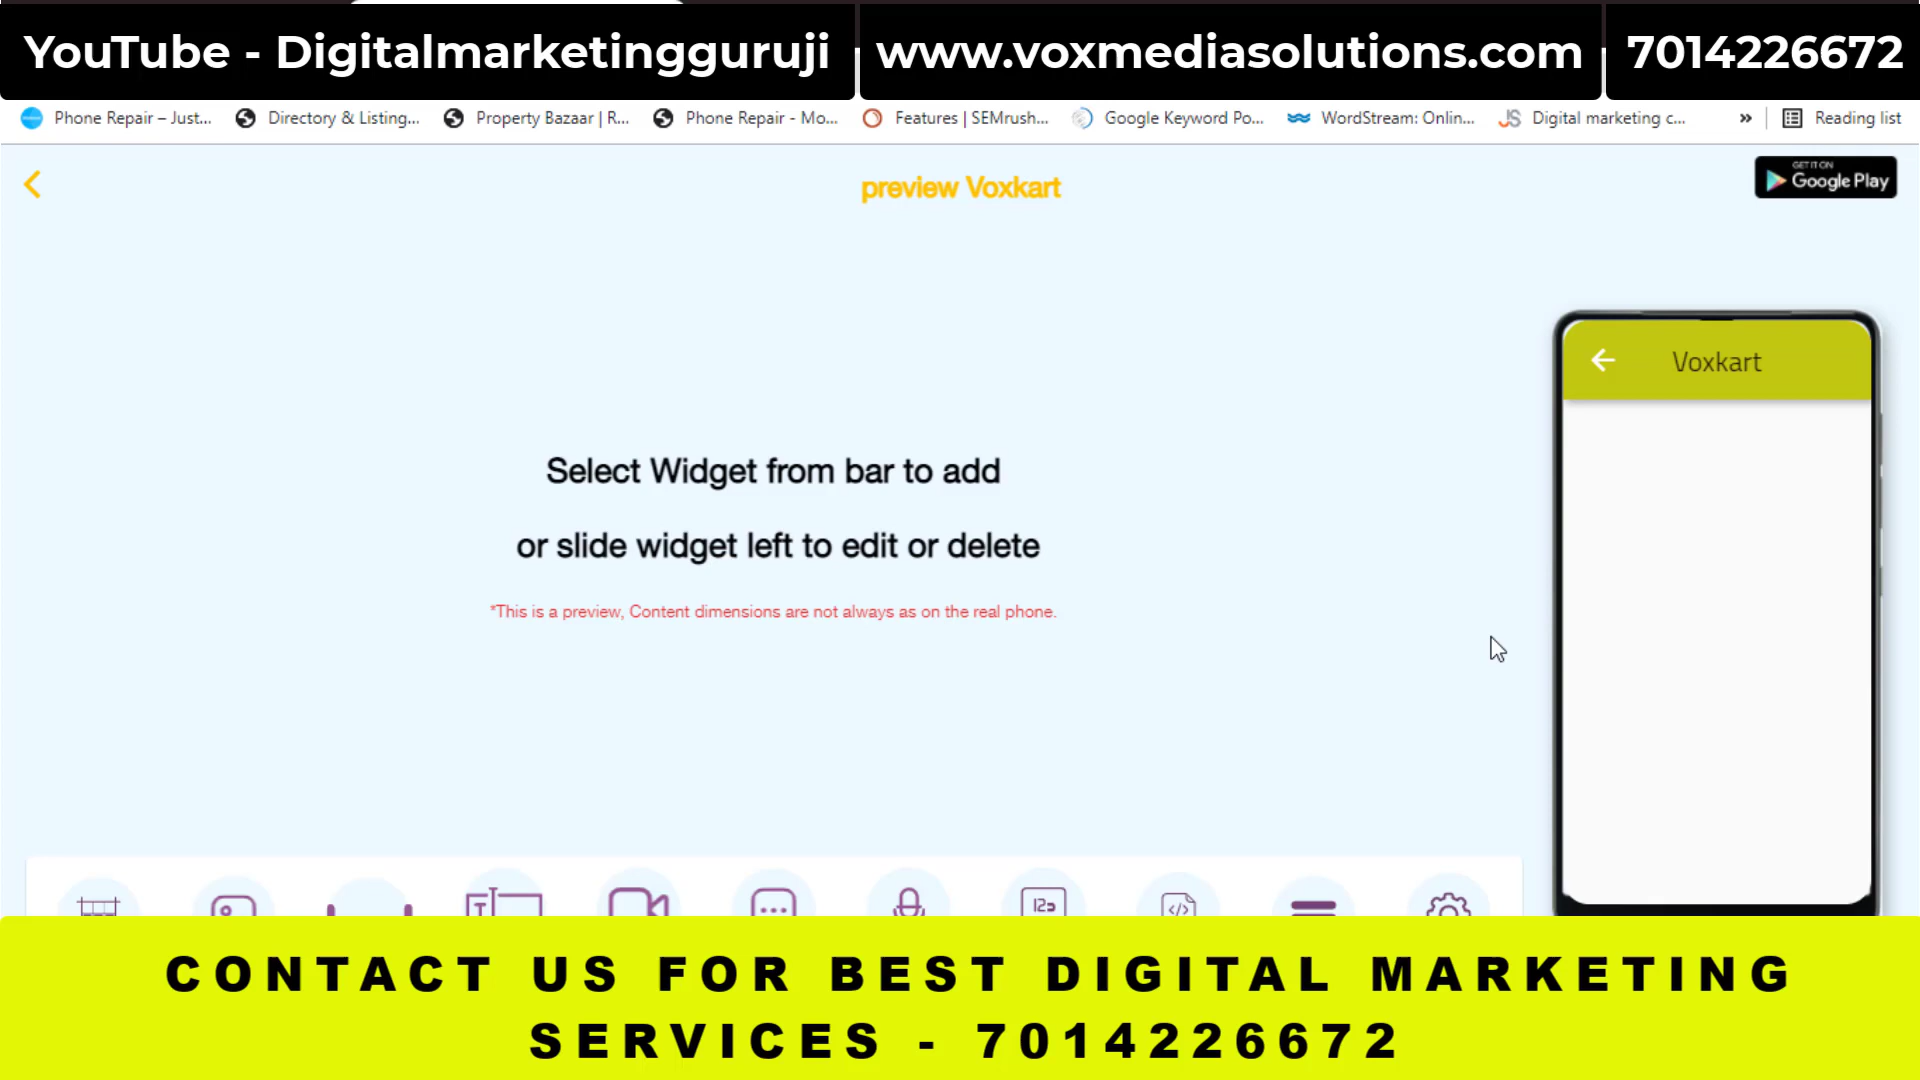 YouTube - Digitalmarketingguruji
www.voxmediasolutions.com
7014226672
Phone Repair – Just...
Directory & Listing...
Property Bazaar | R...
Phone Repair - Mo...
Features | SEMrush...
Google Keyword Po...
WordStream: Onlin...
Digital marketing c...
»
Reading list
preview Voxkart
GET IT ON
Google Play
Voxkart
Select Widget from bar to add
or slide widget left to edit or delete
*This is a preview, Content dimensions are not always as on the real phone.
CONTACT US FOR BEST DIGITAL MARKETING
SERVICES - 7014226672